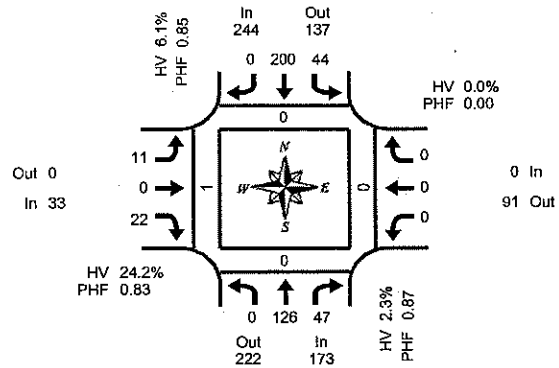 HV 6.1%
PHF 0.85
In Out
244 137
0 200 44
HV 0.0%
PHF 0.00
0
N
W E
S
1
0
0
Out 0
In 33
11
0
22
0
0
0
0 In
91 Out
HV 24.2%
PHF 0.83
0 126 47
Out In
222 173
HV 2.3%
PHF 0.87